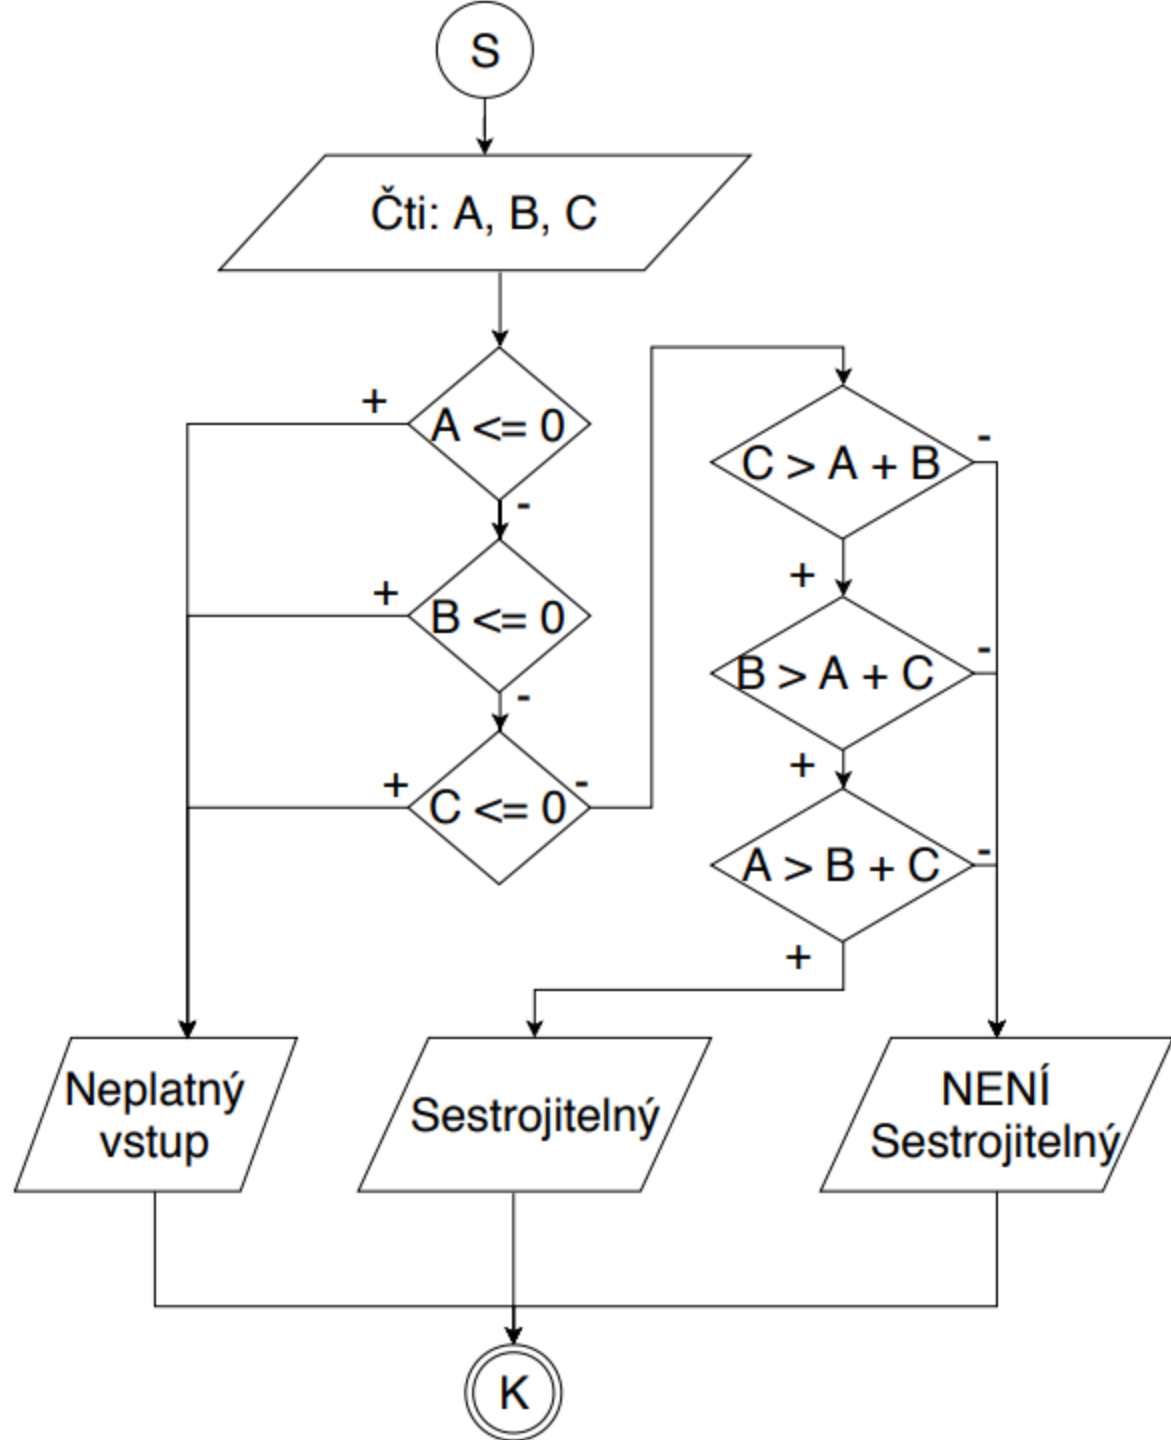 S
Čti: A, B, C
+
A <= 0
-
+
B <= 0
-
+
C <= 0
-
C > A + B
-
+
B > A + C
-
+
A > B + C
-
+
Neplatný
vstup
Sestrojitelný
NENÍ
Sestrojitelný
K